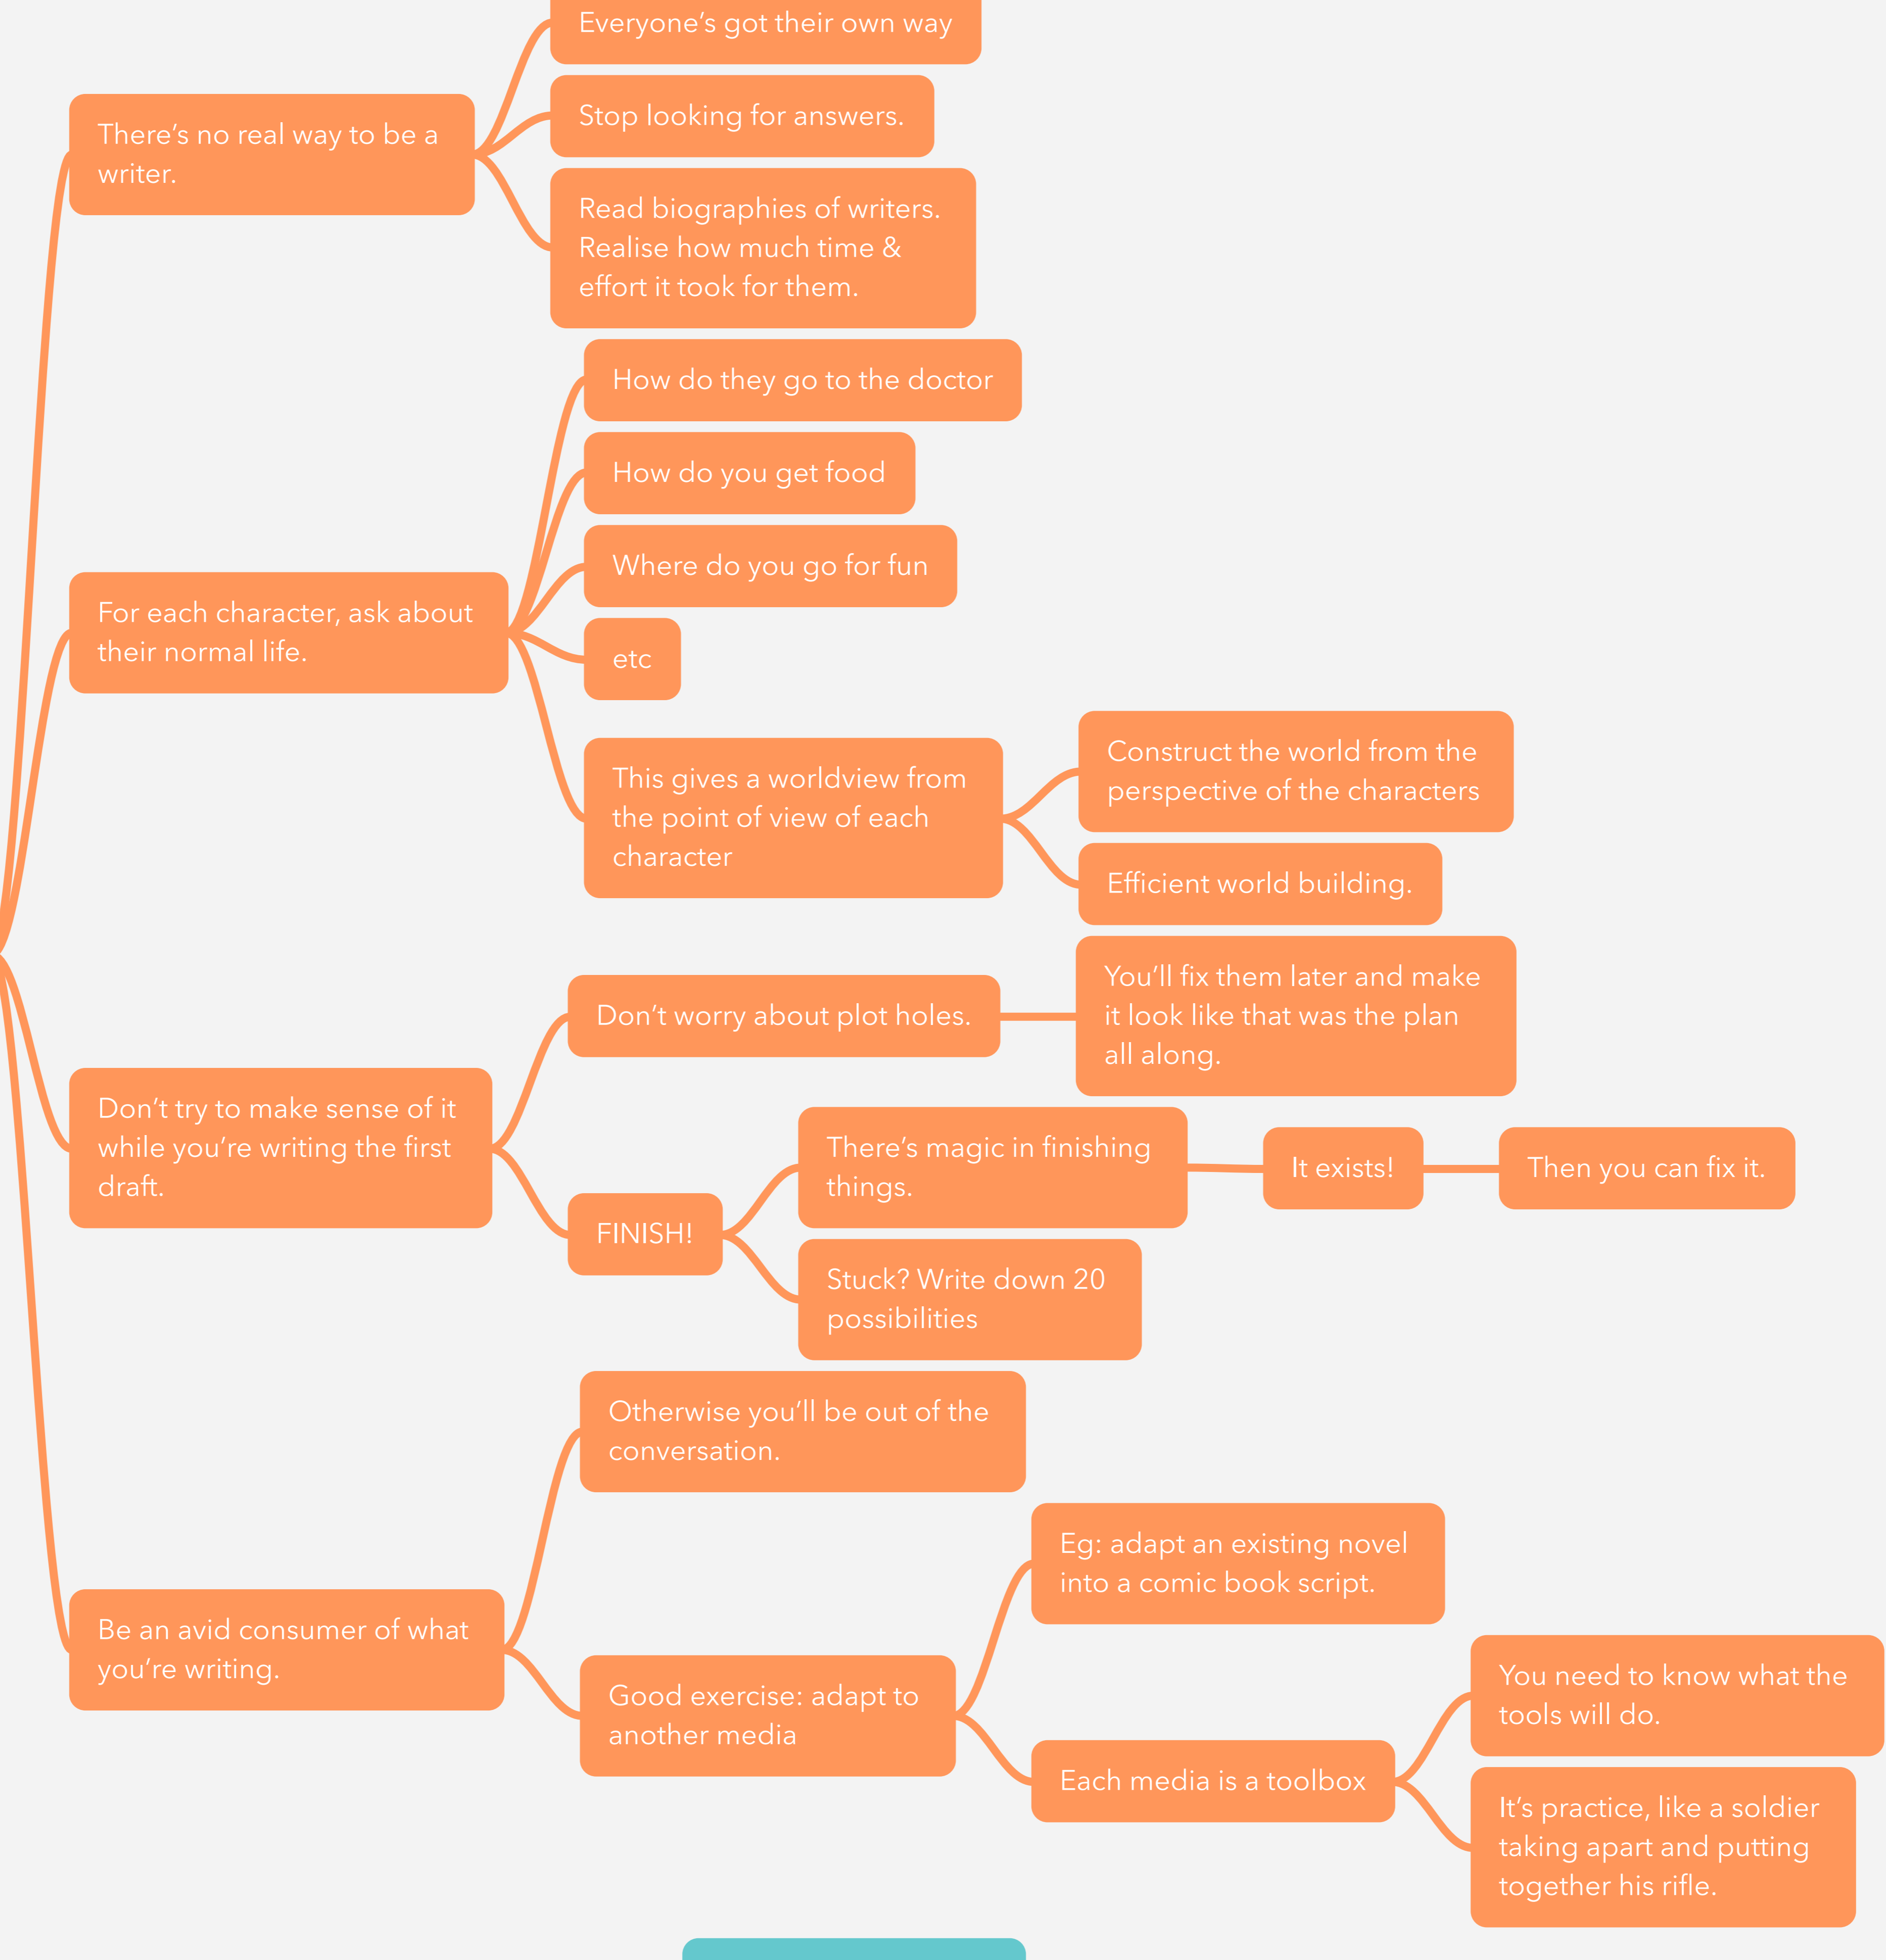 Everyone’s got their own way
There’s no real way to be a
writer.
Stop looking for answers.
Read biographies of writers.
Realise how much time &
effort it took for them.
How do they go to the doctor
How do you get food
Where do you go for fun
For each character, ask about
their normal life.
etc
This gives a worldview from
the point of view of each
character
Construct the world from the
perspective of the characters
Efficient world building.
Don’t try to make sense of it
while you’re writing the first
draft.
Don’t worry about plot holes.
You’ll fix them later and make
it look like that was the plan
all along.
FINISH!
There’s magic in finishing
things.
It exists!
Then you can fix it.
Stuck? Write down 20
possibilities
Be an avid consumer of what
you’re writing.
Otherwise you’ll be out of the
conversation.
Good exercise: adapt to
another media
Eg: adapt an existing novel
into a comic book script.
Each media is a toolbox
You need to know what the
tools will do.
It’s practice, like a soldier
taking apart and putting
together his rifle.